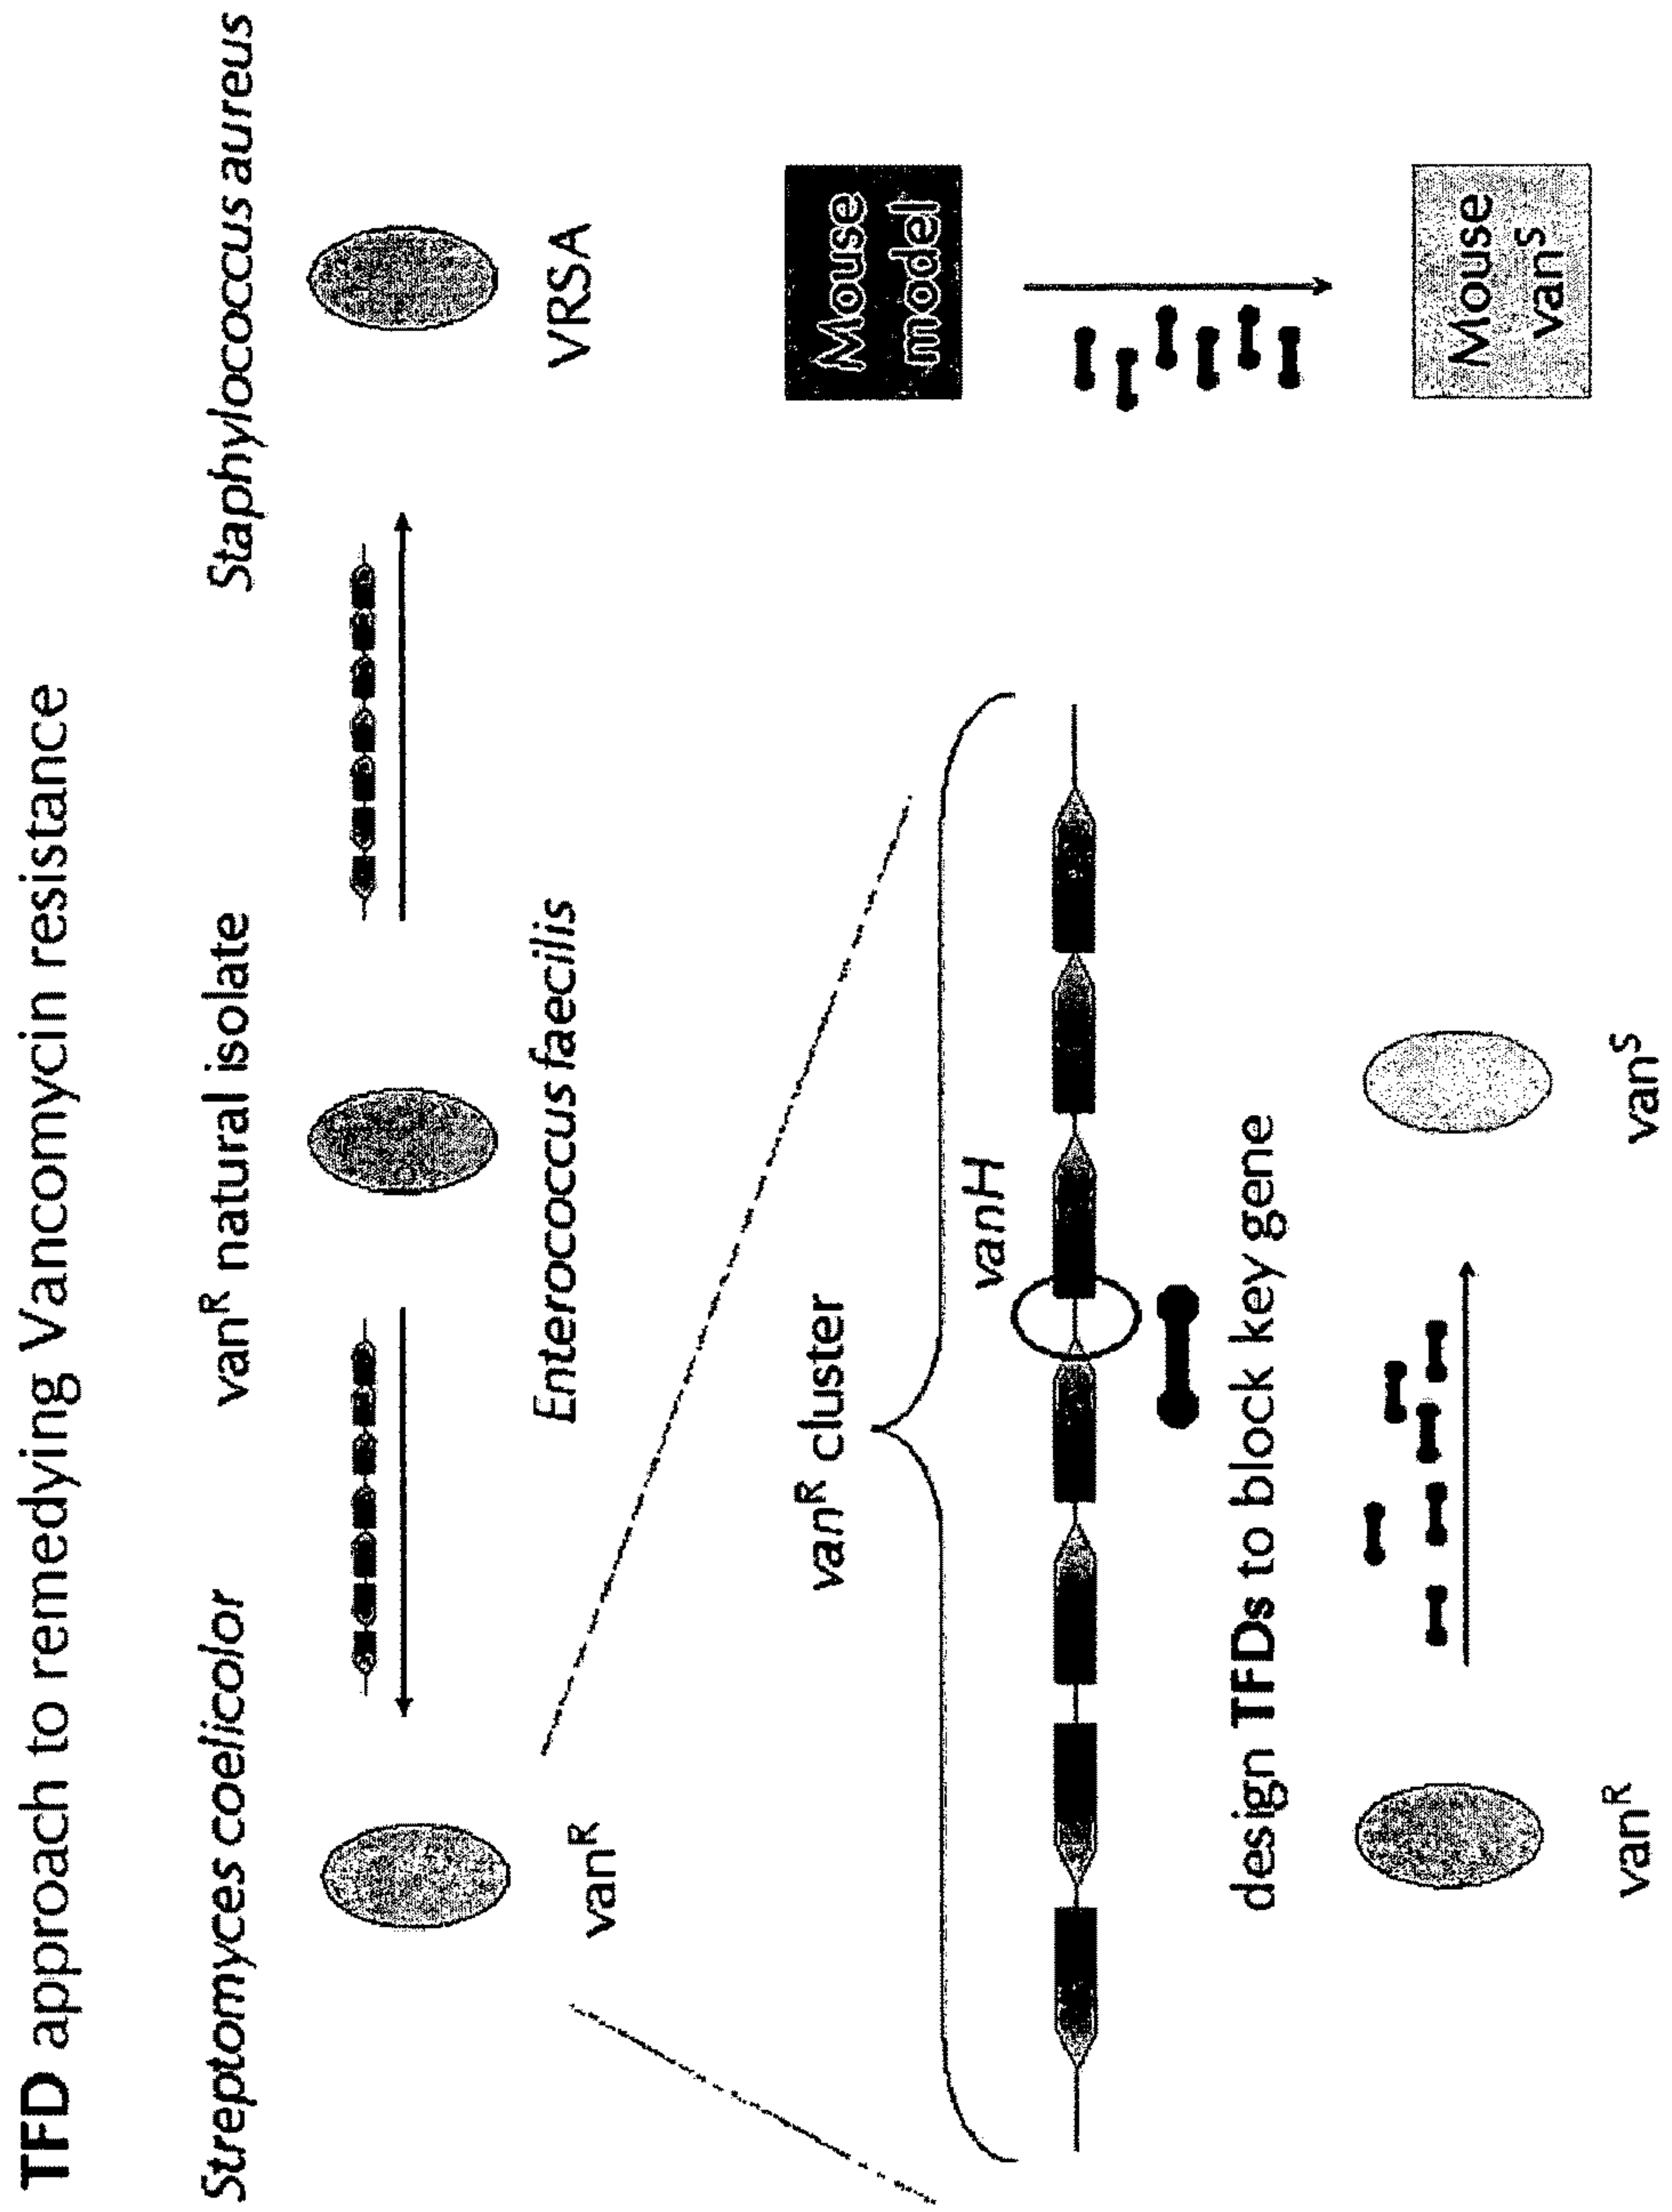 TFD approach to remedying Vancomycin resistance
Streptomyces coelicolor
vanᴿ natural isolate
Staphylococcus aureus
Enterococcus faecilis
vanᴿ
VRSA
vanᴿ cluster
vanH
Mouse
model
design TFDs to block key gene
vanᴿ
vanˢ
Mouse
vanˢ